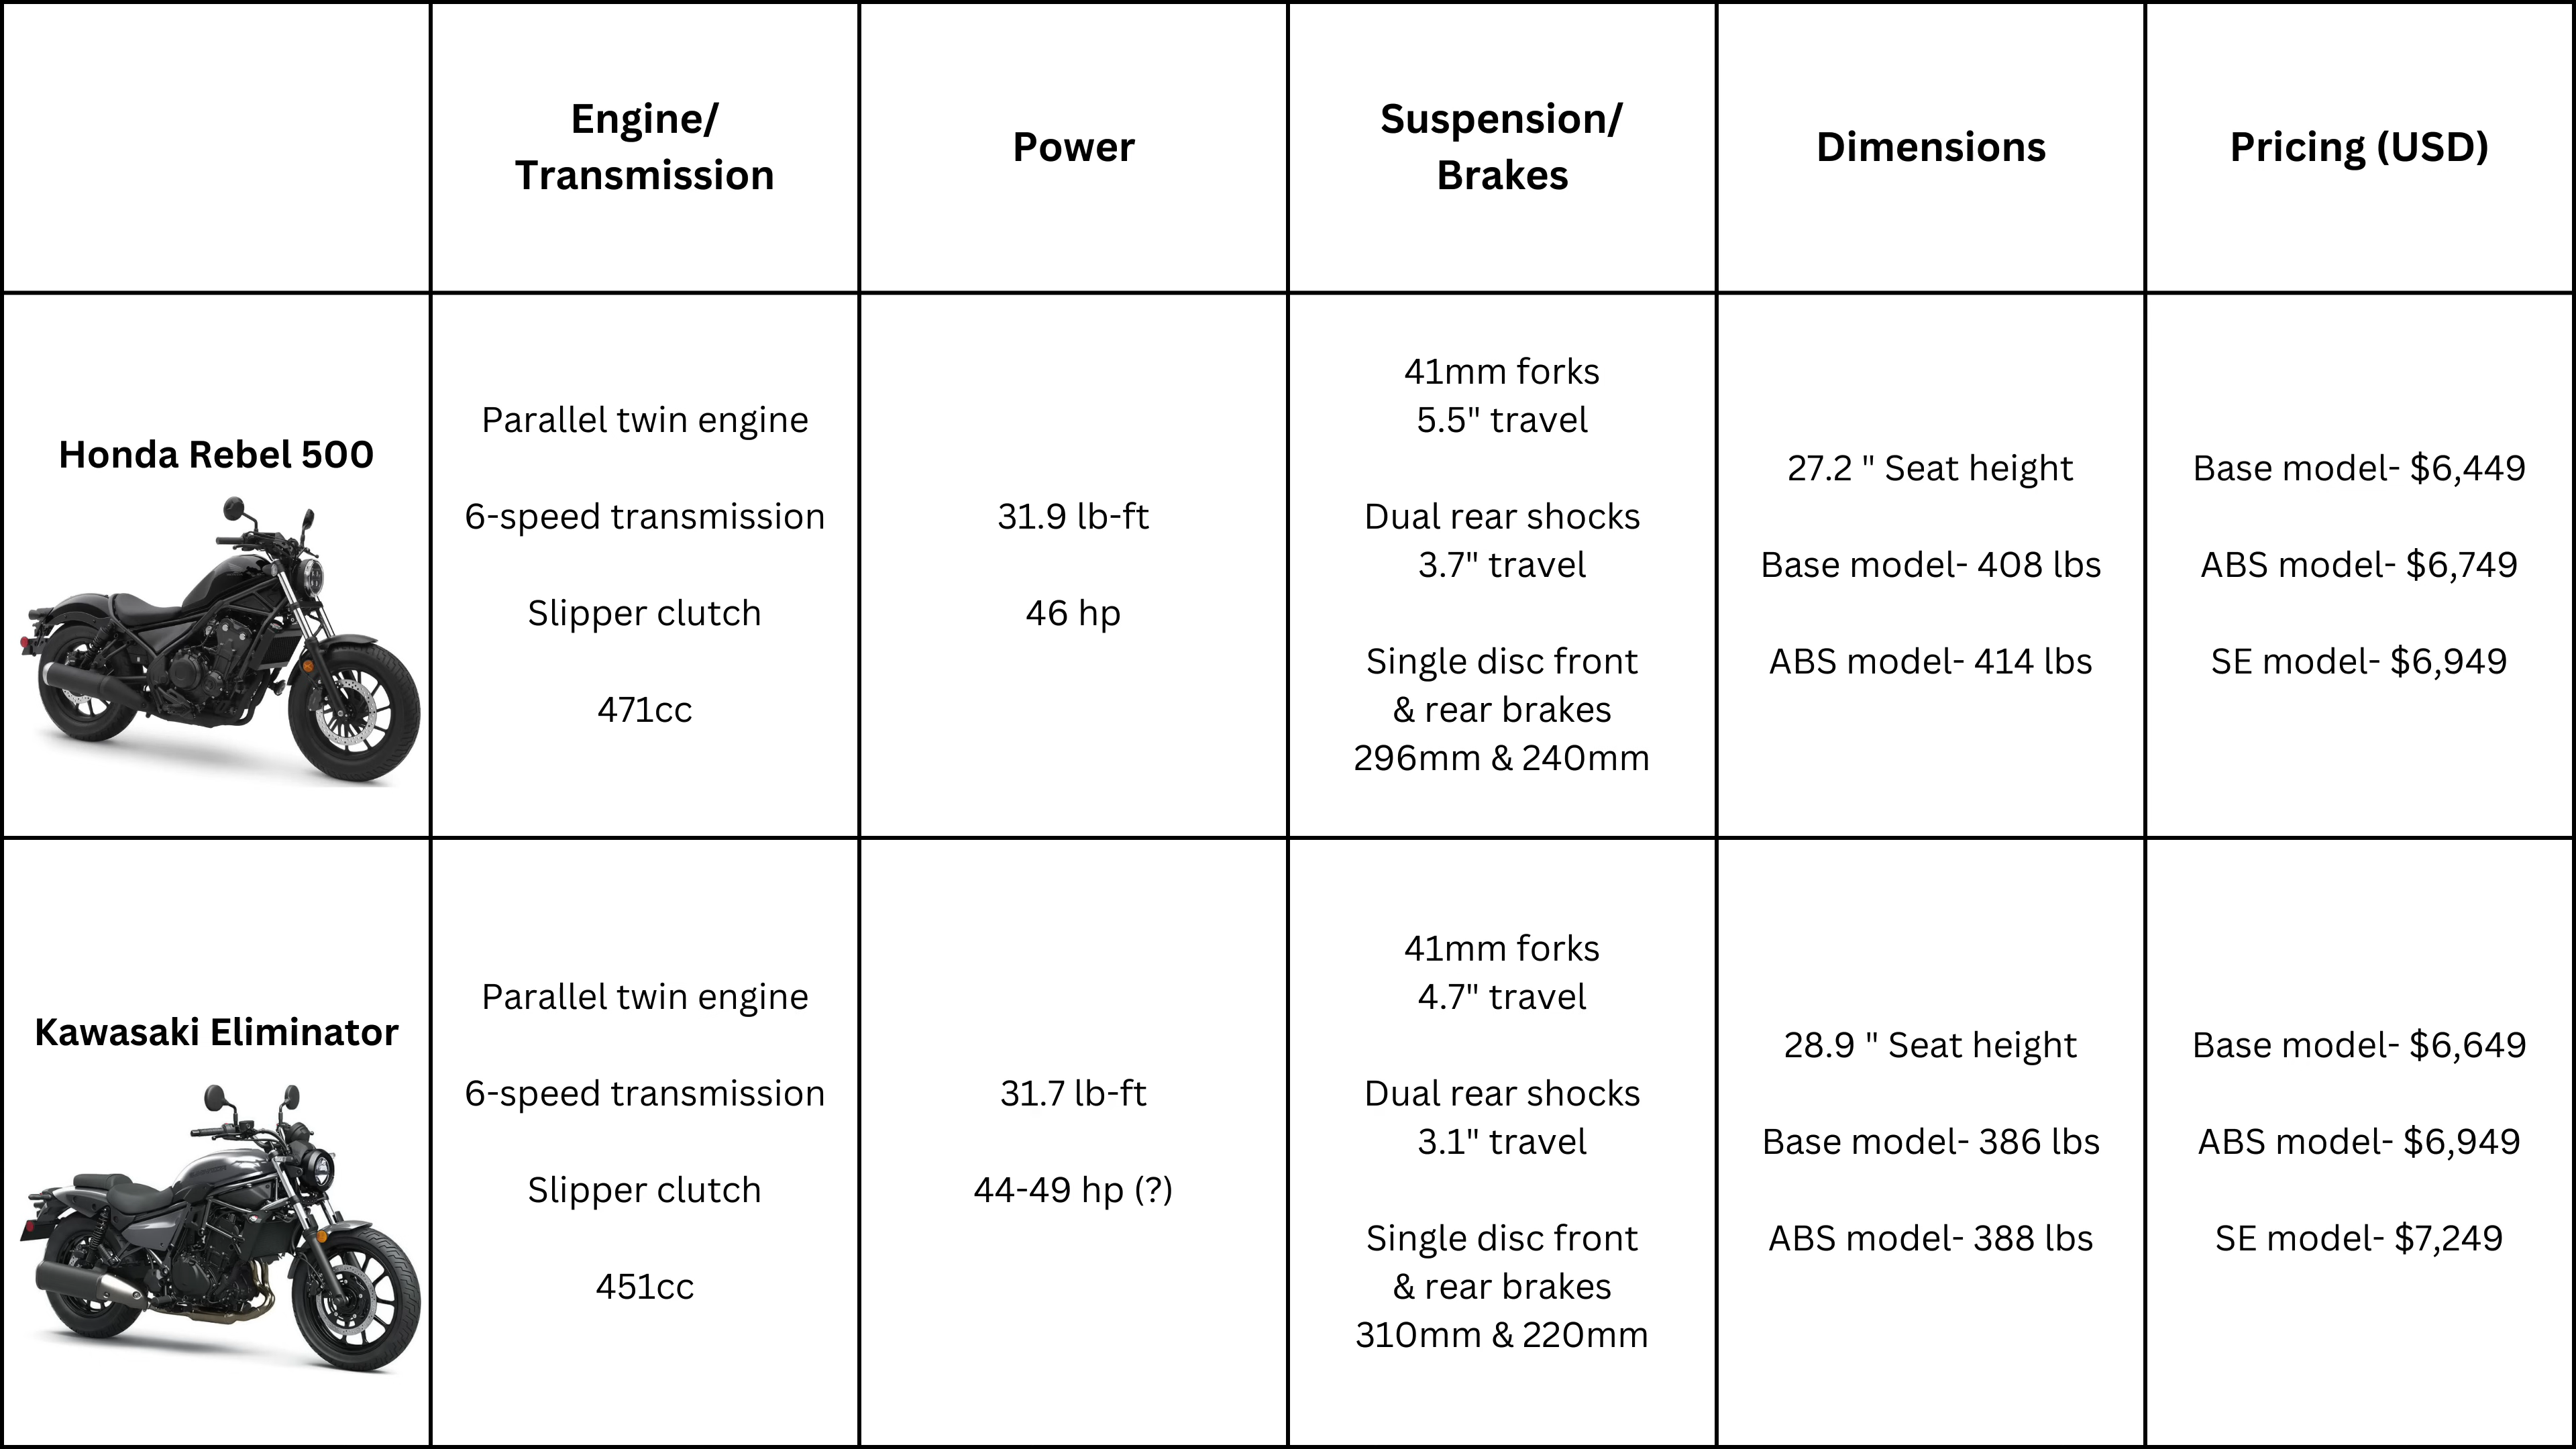 Engine/
Transmission
Power
Suspension/
Brakes
Dimensions
Pricing (USD)
Honda Rebel 500
Parallel twin engine
6-speed transmission
Slipper clutch
471cc
31.9 lb-ft
46 hp
41mm forks
5.5" travel
Dual rear shocks
3.7" travel
Single disc front
& rear brakes
296mm & 240mm
27.2 " Seat height
Base model- 408 lbs
ABS model- 414 lbs
Base model- $6,449
ABS model- $6,749
SE model- $6,949
Kawasaki Eliminator
Parallel twin engine
6-speed transmission
Slipper clutch
451cc
31.7 lb-ft
44-49 hp (?)
41mm forks
4.7" travel
Dual rear shocks
3.1" travel
Single disc front
& rear brakes
310mm & 220mm
28.9 " Seat height
Base model- 386 lbs
ABS model- 388 lbs
Base model- $6,649
ABS model- $6,949
SE model- $7,249